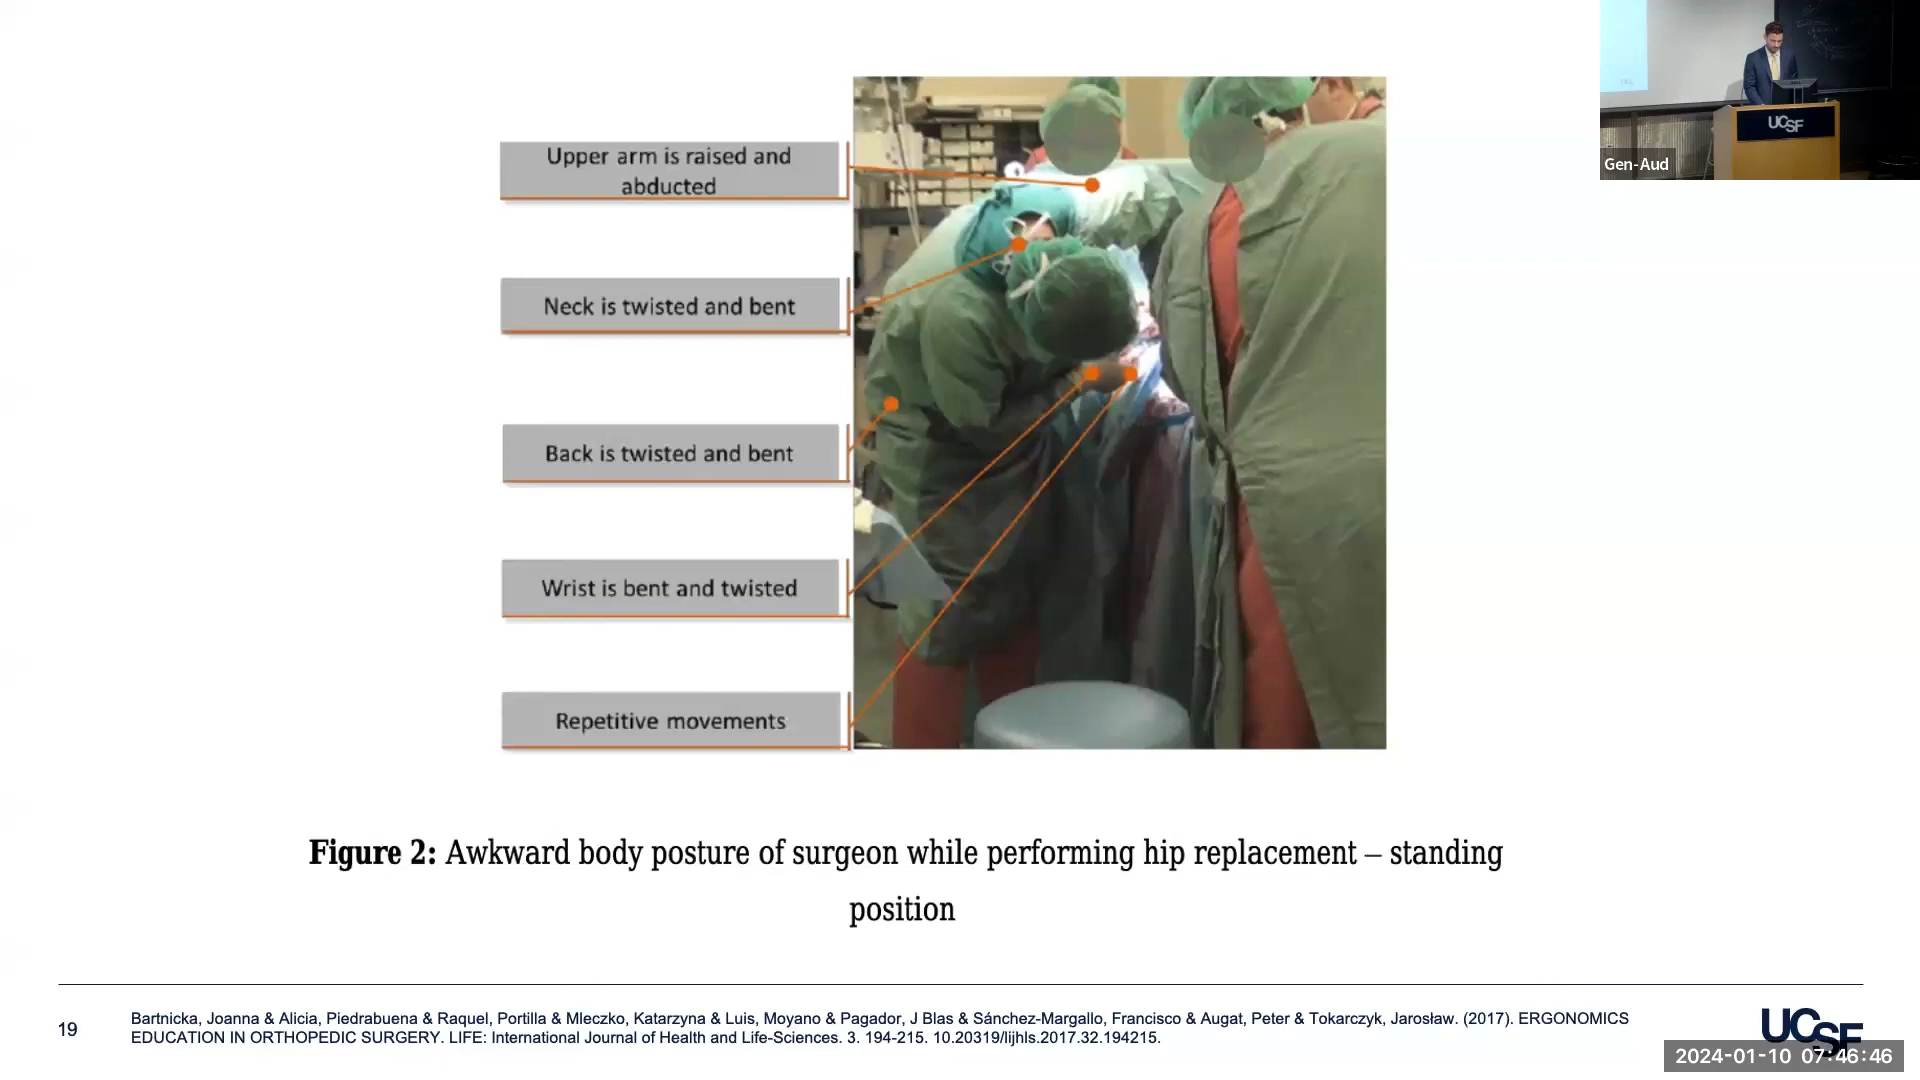 UCSF
Gen-Aud
Upper arm is raised and
abducted
Neck is twisted and bent
Back is twisted and bent
Wrist is bent and twisted
Repetitive movements
Figure 2: Awkward body posture of surgeon while performing hip replacement – standing
position
19
Bartnicka, Joanna & Alicia, Piedrabuena & Raquel, Portilla & Mleczko, Katarzyna & Luis, Moyano & Pagador, J Blas & Sánchez-Margallo, Francisco & Augat, Peter & Tokarczyk, Jarosław. (2017). ERGONOMICS
EDUCATION IN ORTHOPEDIC SURGERY. LIFE: International Journal of Health and Life-Sciences. 3. 194-215. 10.20319/lijhls.2017.32.194215.
UCSF
2024-01-10 07:46:46